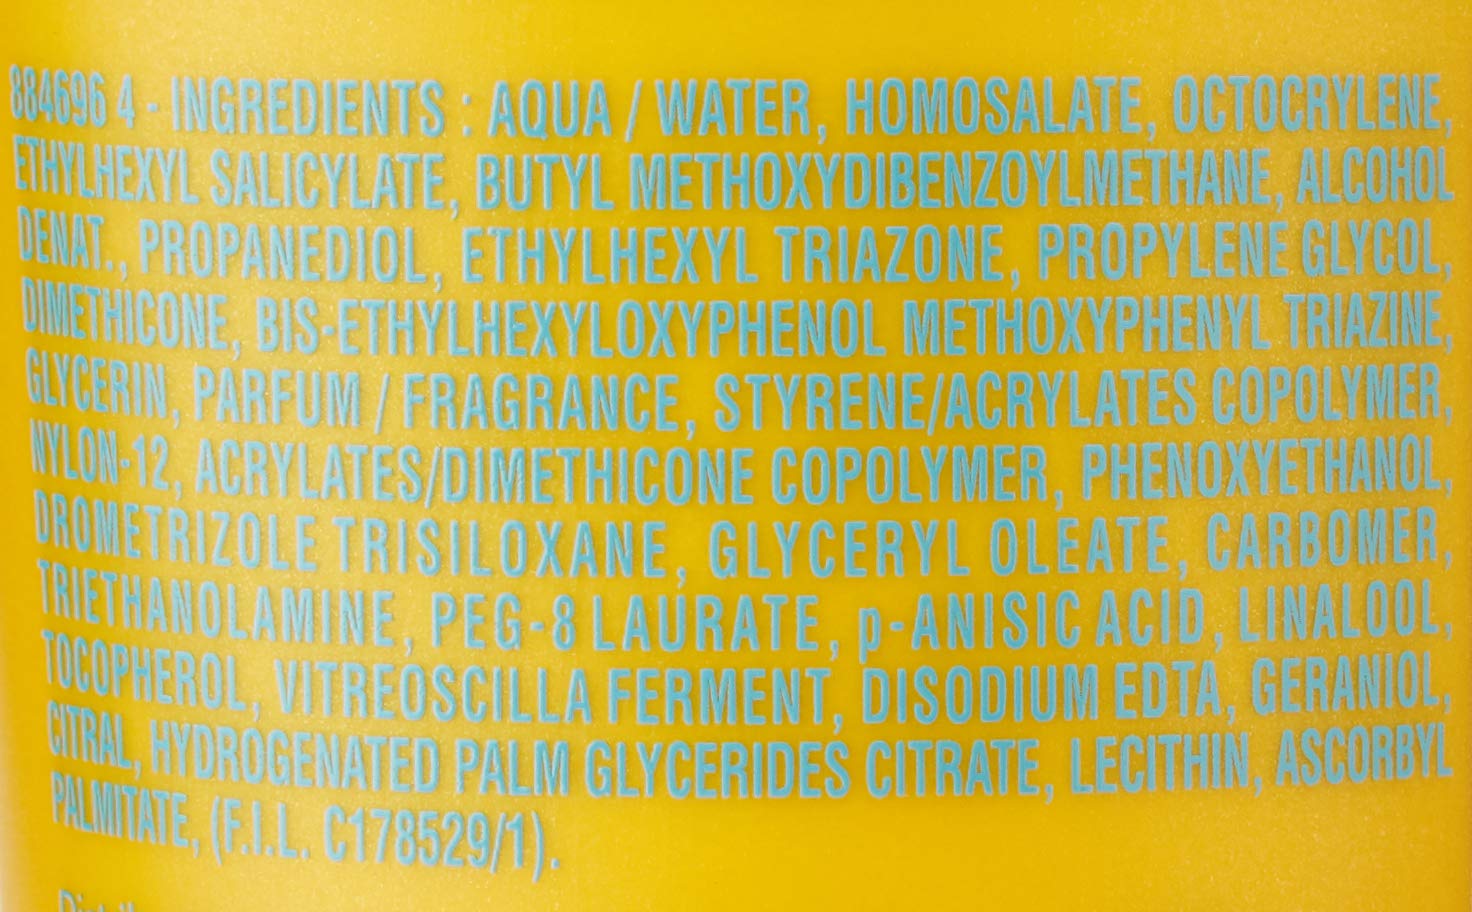 884696 4 - INGREDIENTS : AQUA / WATER, HOMOSALATE, OCTOCRYLENE,
ETHYLHEXYL SALICYLATE, BUTYL METHOXYDIBENZOYLMETHANE, ALCOHOL
DENAT., PROPANEDIOL, ETHYLHEXYL TRIAZONE, PROPYLENE GLYCOL,
DIMETHICONE, BIS-ETHYLHEXYLOXYPHENOL METHOXYPHENYL TRIAZINE,
GLYCERIN, PARFUM / FRAGRANCE, STYRENE/ACRYLATES COPOLYMER,
NYLON-12, ACRYLATES/DIMETHICONE COPOLYMER, PHENOXYETHANOL,
DROMETRIZOLE TRISILOXANE, GLYCERYL OLEATE, CARBOMER,
TRIETHANOLAMINE, PEG-8 LAURATE, p-ANISIC ACID, LINALOOL,
TOCOPHEROL, VITREOSCILLA FERMENT, DISODIUM EDTA, GERANIOL,
CITRAL, HYDROGENATED PALM GLYCERIDES CITRATE, LECITHIN, ASCORBYL
PALMITATE, (F.I.L. C178529/1).